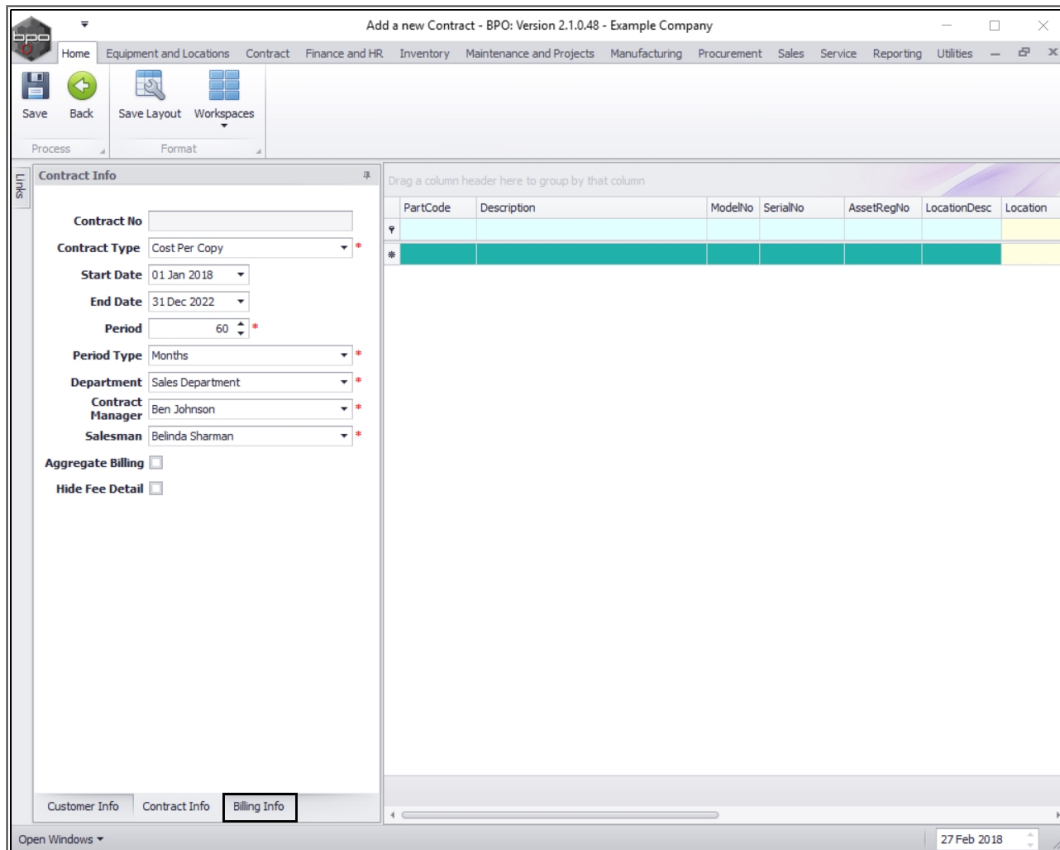 Add a new Contract - BPO: Version 2.1.0.48 - Example Company
bpo
Home Equipment and Locations Contract Finance and HR Inventory Maintenance and Projects Manufacturing Procurement Sales Service Reporting Utilities
Save Back Save Layout Workspaces
Process Format
Links
Contract Info
Contract No
Contract Type Cost Per Copy *
Start Date 01 Jan 2018
End Date 31 Dec 2022
Period 60 *
Period Type Months *
Department Sales Department *
Contract
Manager Ben Johnson *
Salesman Belinda Sharman *
Aggregate Billing
Hide Fee Detail
Customer Info Contract Info Billing Info
Drag a column header here to group by that column
PartCode Description ModelNo SerialNo AssetRegNo LocationDesc Location
Open Windows 27 Feb 2018